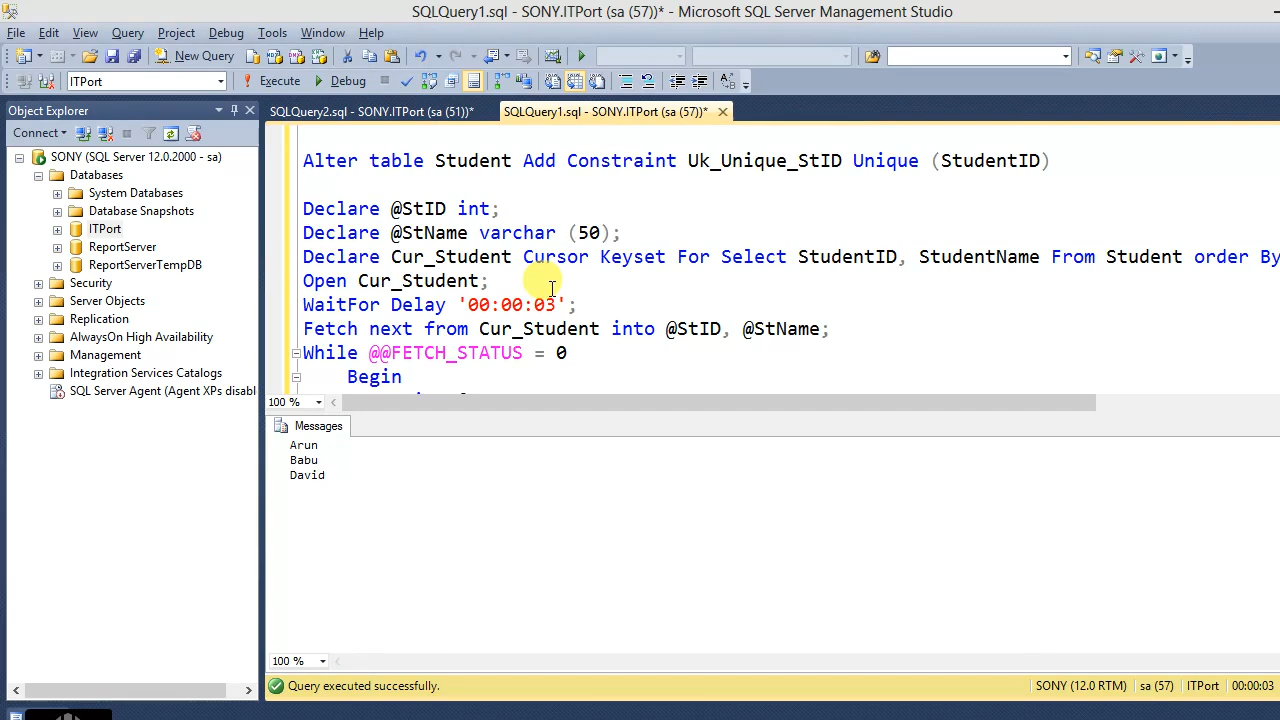 SQLQuery1.sql - SONY.ITPort (sa (57))* - Microsoft SQL Server Management Studio
File Edit View Query Project Debug Tools Window Help
New Query
ITPort Execute Debug
Object Explorer
SQLQuery2.sql - SONY.ITPort (sa (51))* SQLQuery1.sql - SONY.ITPort (sa (57))*
Connect
SONY (SQL Server 12.0.2000 - sa)
Databases
System Databases
Database Snapshots
ITPort
ReportServer
ReportServerTempDB
Security
Server Objects
Replication
AlwaysOn High Availability
Management
Integration Services Catalogs
SQL Server Agent (Agent XPs disabl
Alter table Student Add Constraint Uk_Unique_StID Unique (StudentID)
Declare @StID int;
Declare @StName varchar (50);
Declare Cur_Student Cursor Keyset For Select StudentID, StudentName From Student order By
Open Cur_Student;
WaitFor Delay '00:00:03';
Fetch next from Cur_Student into @StID, @StName;
While @@FETCH_STATUS = 0
Begin
100 %
Messages
Arun
Babu
David
100 %
Query executed successfully. SONY (12.0 RTM) sa (57) ITPort 00:00:03